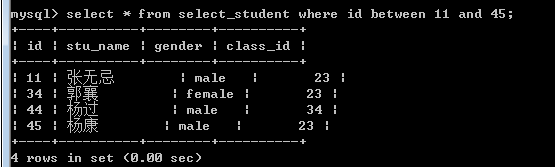 mysql> select * from select_student where id between 11 and 45;
+----+----------+--------+----------+
| id | stu_name | gender | class_id |
+----+----------+--------+----------+
| 11 | 张无忌 | male | 23 |
| 34 | 郭襄 | female | 23 |
| 44 | 杨过 | male | 34 |
| 45 | 杨康 | male | 23 |
+----+----------+--------+----------+
4 rows in set (0.00 sec)